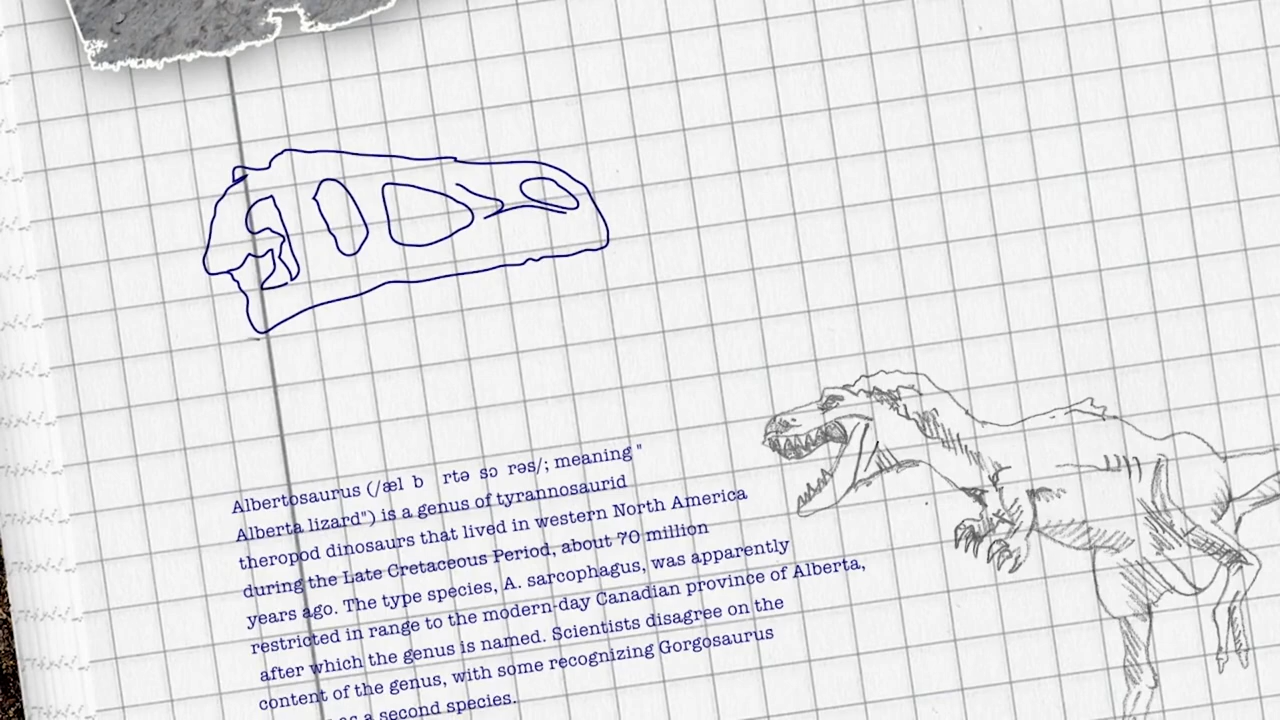 Albertosaurus (/æl b rtə sɔ rəs/; meaning "
Alberta lizard") is a genus of tyrannosaurid
theropod dinosaurs that lived in western North America
during the Late Cretaceous Period, about 70 million
years ago. The type species, A. sarcophagus, was apparently
restricted in range to the modern-day Canadian province of Alberta,
after which the genus is named. Scientists disagree on the
content of the genus, with some recognizing Gorgosaurus
as a second species.